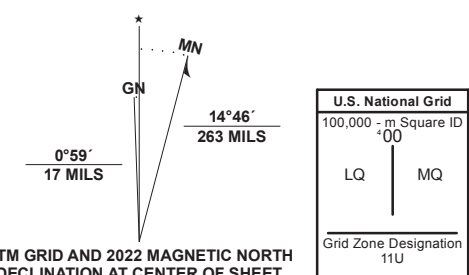 ★
MN
GN
14°46´
263 MILS
0°59´
17 MILS
TM GRID AND 2022 MAGNETIC NORTH
DECLINATION AT CENTER OF SHEET
U.S. National Grid
100,000 - m Square ID
⁴00
LQ
MQ
Grid Zone Designation
11U